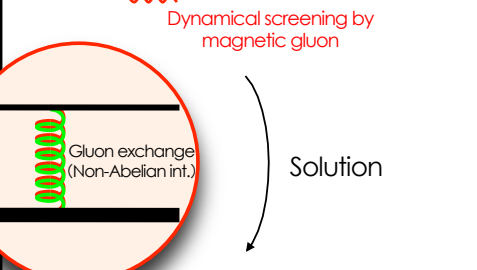 Dynamical screening by
magnetic gluon
Gluon exchange
(Non-Abelian int.)
Solution